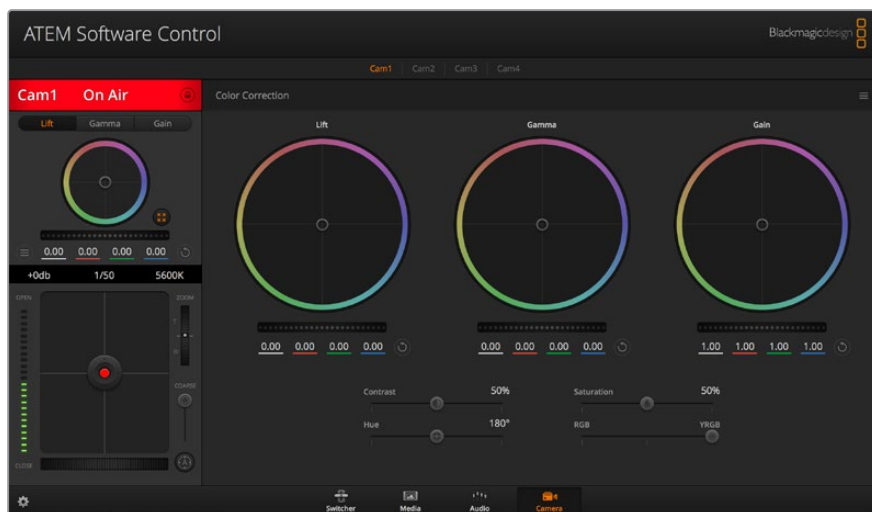 ATEM Software Control
Blackmagicdesign
Cam1 Cam2 Cam3 Cam4
Cam1 On Air
Color Correction
Lift Gamma Gain
Lift Gamma Gain
0.00 0.00 0.00 0.00
+0db 1/50 5600K
OPEN
ZOOM
T
W
COARSE
CLOSE
0.00 0.00 0.00 0.00
0.00 0.00 0.00 0.00
1.00 1.00 1.00 1.00
Contrast 50%
Saturation 50%
Hue 180°
RGB YRGB
Switcher Media Audio Camera